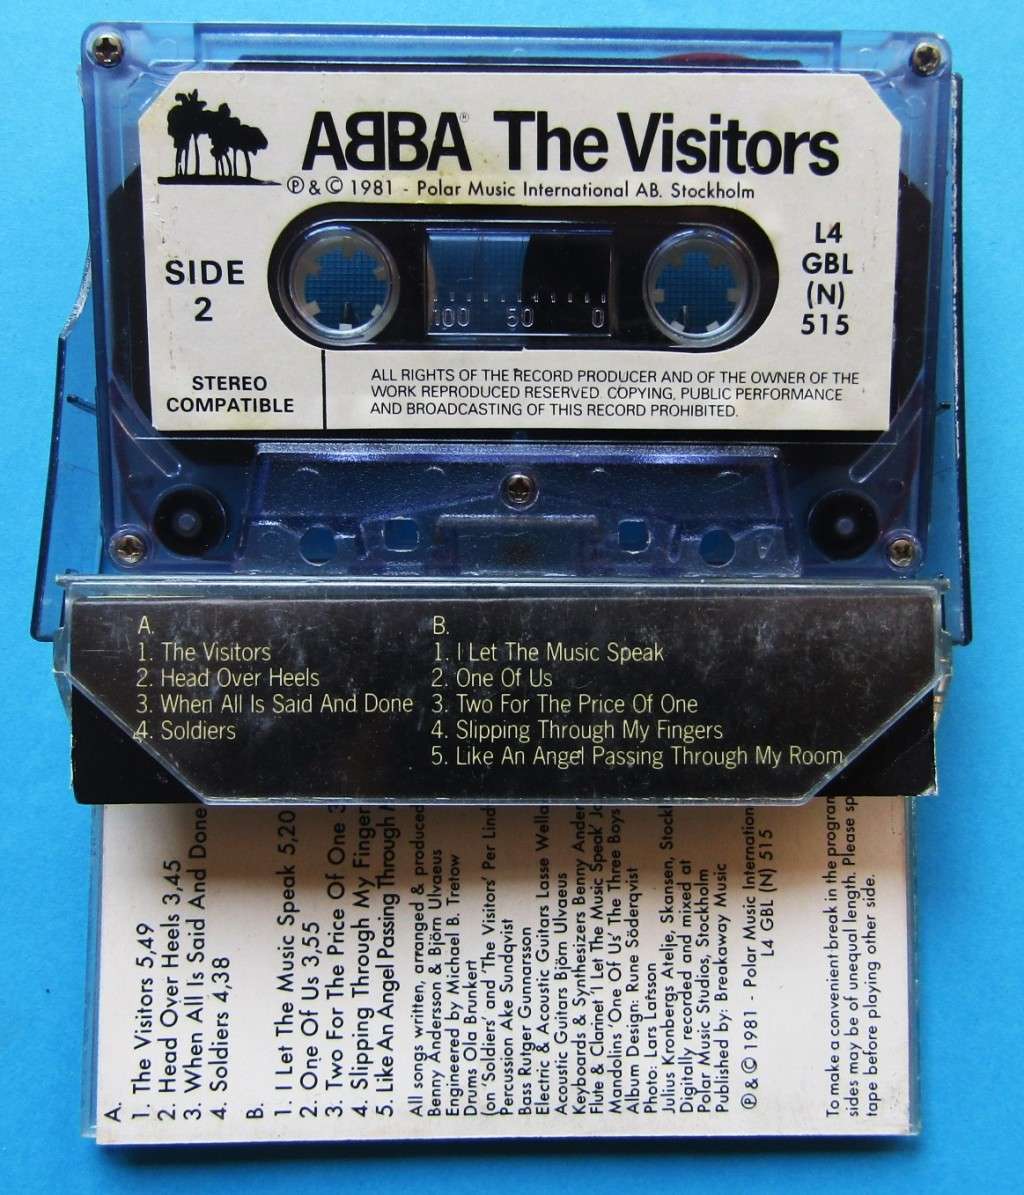 ABBA® The Visitors
℗ & © 1981 - Polar Music International AB. Stockholm
SIDE
2
L4
GBL
(N)
515
100 50 0
STEREO
COMPATIBLE
ALL RIGHTS OF THE RECORD PRODUCER AND OF THE OWNER OF THE
WORK REPRODUCED RESERVED. COPYING, PUBLIC PERFORMANCE
AND BROADCASTING OF THIS RECORD PROHIBITED.
A.
1. The Visitors
2. Head Over Heels
3. When All Is Said And Done
4. Soldiers
B.
1. I Let The Music Speak
2. One Of Us
3. Two For The Price Of One
4. Slipping Through My Fingers
5. Like An Angel Passing Through My Room
A.
1. The Visitors 5,49
2. Head Over Heels 3,45
3. When All Is Said And Done
4. Soldiers 4,38
B.
1. I Let The Music Speak 5,20
2. One Of Us 3,55
3. Two For The Price Of One
4. Slipping Through My
5. Like An Angel Passing Through
All songs written, arranged & produced
Benny Andersson & Björn Ulvaeus
Engineered by Michael B. Tretow
Drums Ola Brunkert
(on 'Soldiers' and 'The Visitors' Per
Percussion Åke Sundqvist
Bass Rutger Gunnarsson
Electric & Acoustic Guitars Lasse
Acoustic Guitars Björn Ulvaeus
Keyboards & Synthesizers Benny
Flute & Clarinet 'I Let The Music Speak'
Mandolins 'One Of Us' The Three Boys
Album Design: Rune Söderqvist
Photo: Lars Larsson
Julius Kronbergs Ateljé, Skansen,
Digitally recorded and mixed at
Polar Music Studios, Stockholm
Published by: Breakaway Music
℗ & © 1981 - Polar Music
L4 GBL (N) 515
To make a convenient break in the
sides may be of unequal length. Please
tape before playing other side.